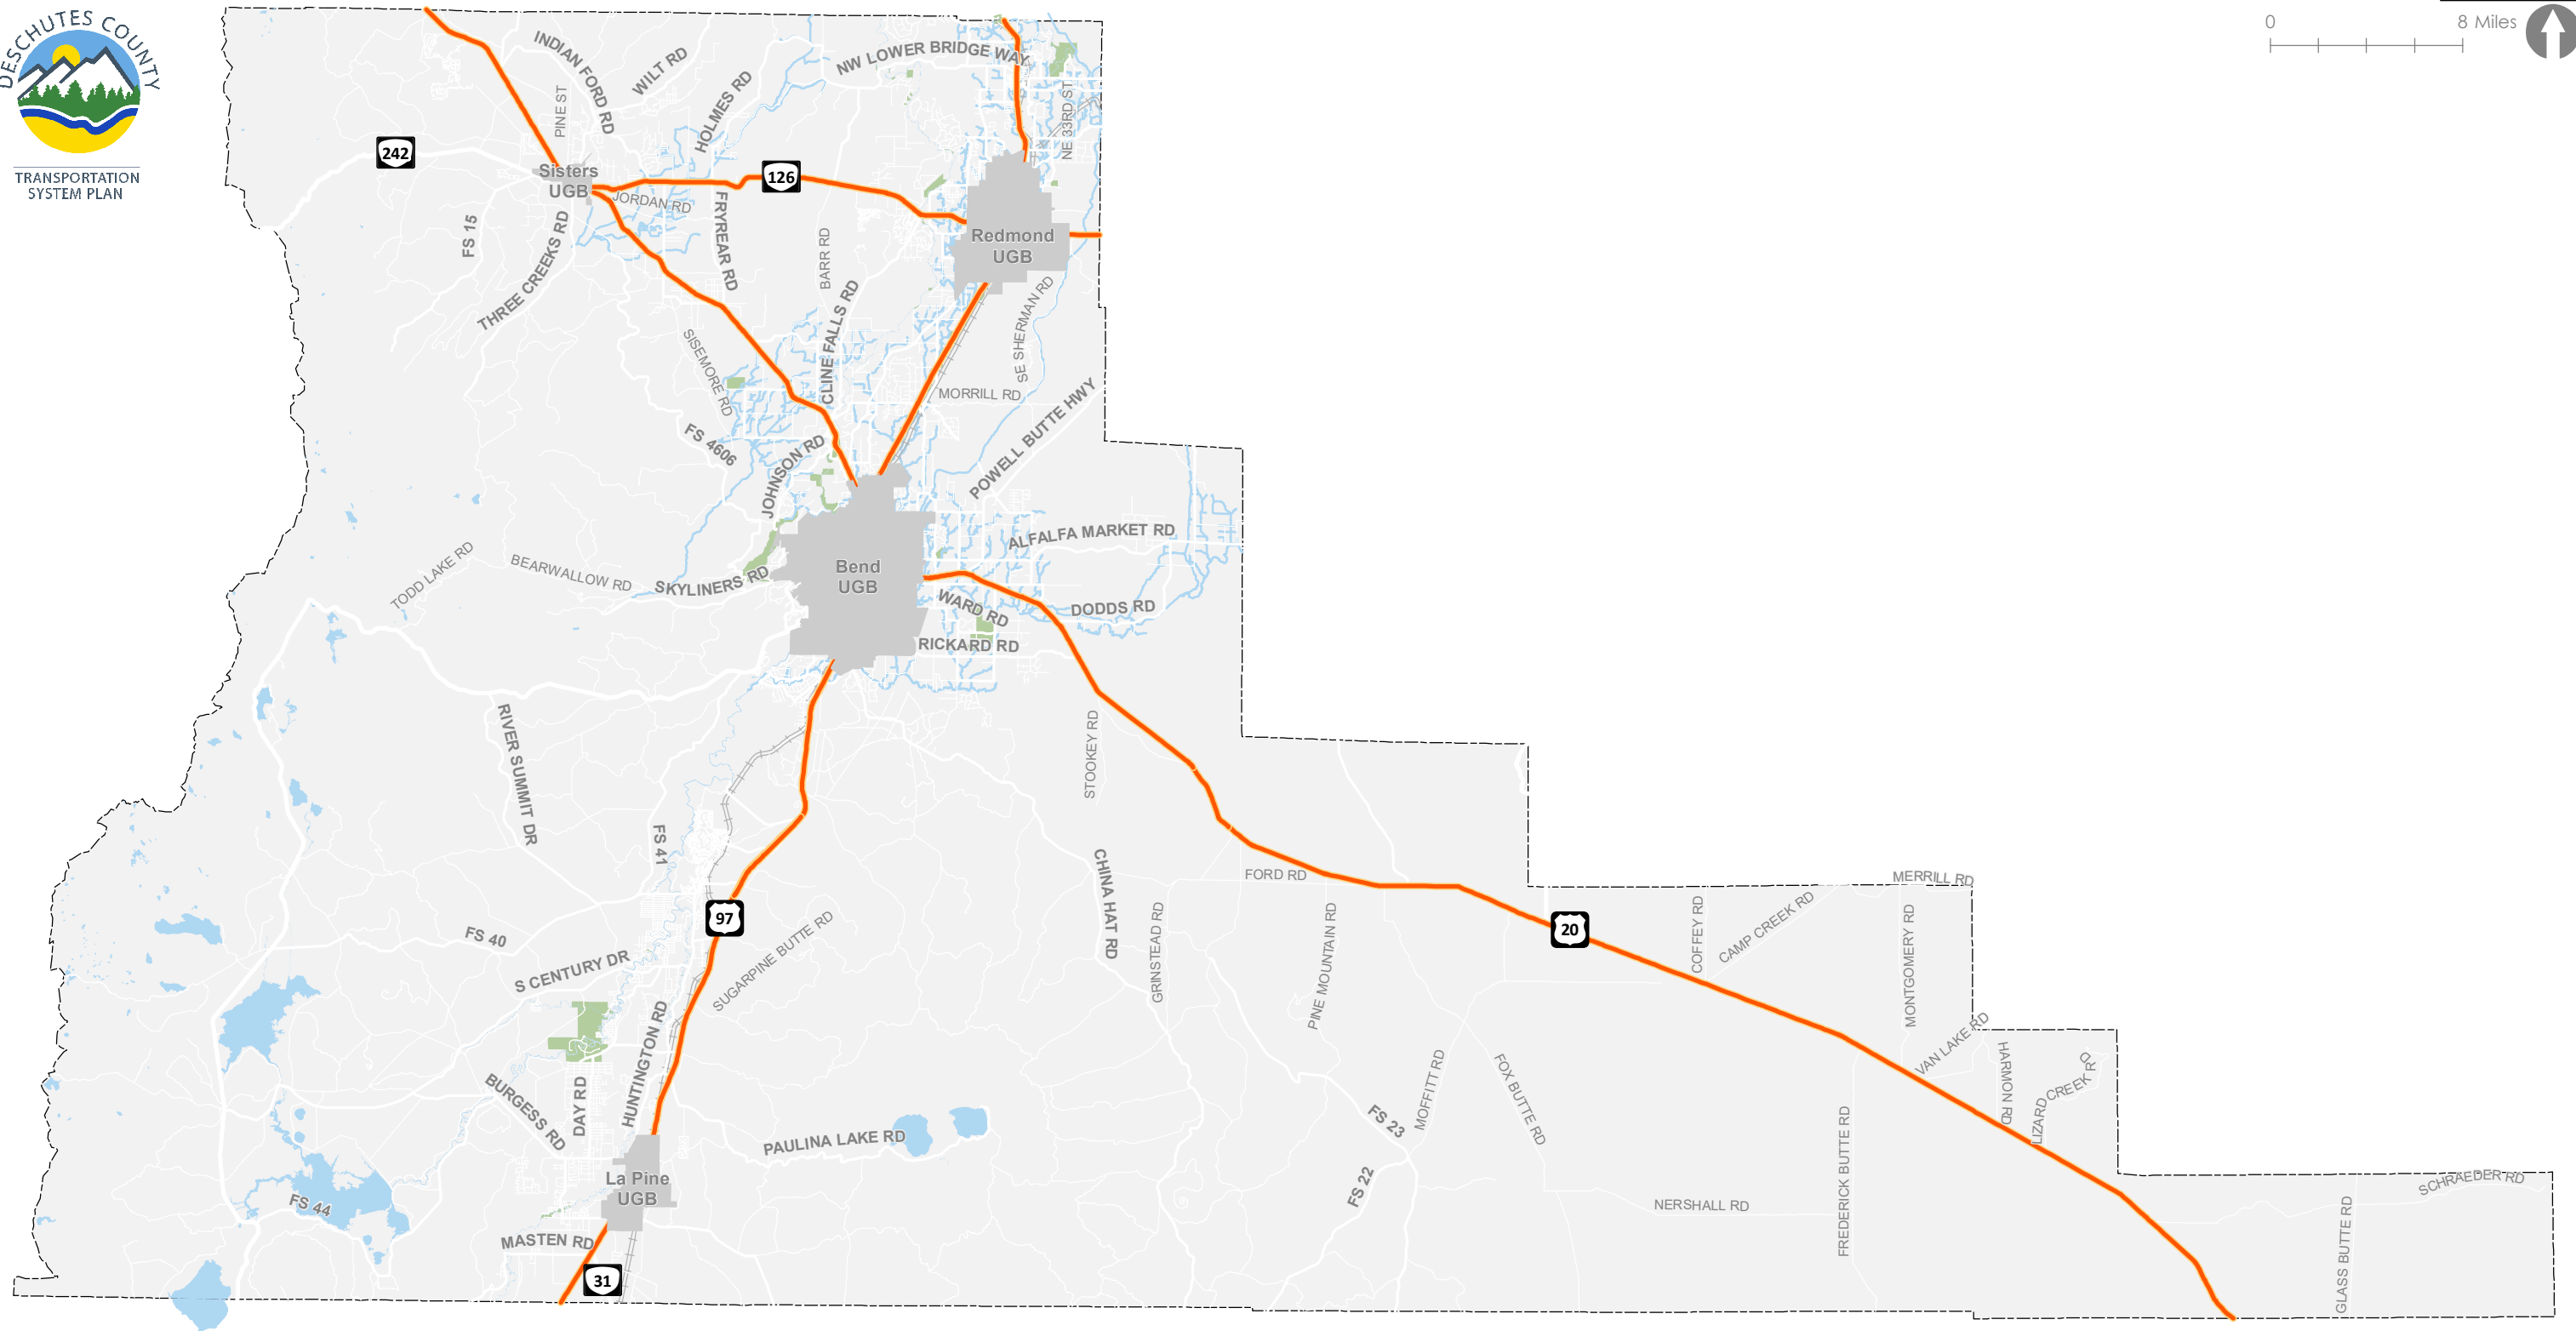 DESCHUTES COUNTY
TRANSPORTATION
SYSTEM PLAN
0
8 Miles
INDIAN FORD RD
WILT RD
HOLMES RD
NW LOWER BRIDGE WAY
PINE ST
NE 33RD ST
242
126
Sisters
UGB
JORDAN RD
FRYREAR RD
FS 15
THREE CREEKS RD
BARR RD
Redmond
UGB
CLINE FALLS RD
SE SHERMAN RD
SISEMORE RD
MORRILL RD
POWELL BUTTE HWY
FS 4606
JOHNSON RD
ALFALFA MARKET RD
TODD LAKE RD
BEARWALLOW RD
SKYLINERS RD
Bend
UGB
WARD RD
DODDS RD
RICKARD RD
RIVER SUMMIT DR
STOOKEY RD
FS 41
CHINA HAT RD
FORD RD
MERRILL RD
97
20
FS 40
SUGARPINE BUTTE RD
GRINSTEAD RD
PINE MOUNTAIN RD
COFFEY RD
CAMP CREEK RD
MONTGOMERY RD
S CENTURY DR
HUNTINGTON RD
VAN LAKE RD
HARMON RD
LIZARD CREEK RD
BURGESS RD
DAY RD
MOFFITT RD
FOX BUTTE RD
FS 23
PAULINA LAKE RD
FREDERICK BUTTE RD
La Pine
UGB
FS 22
FS 44
NERSHALL RD
SCHRAEDER RD
GLASS BUTTE RD
MASTEN RD
31